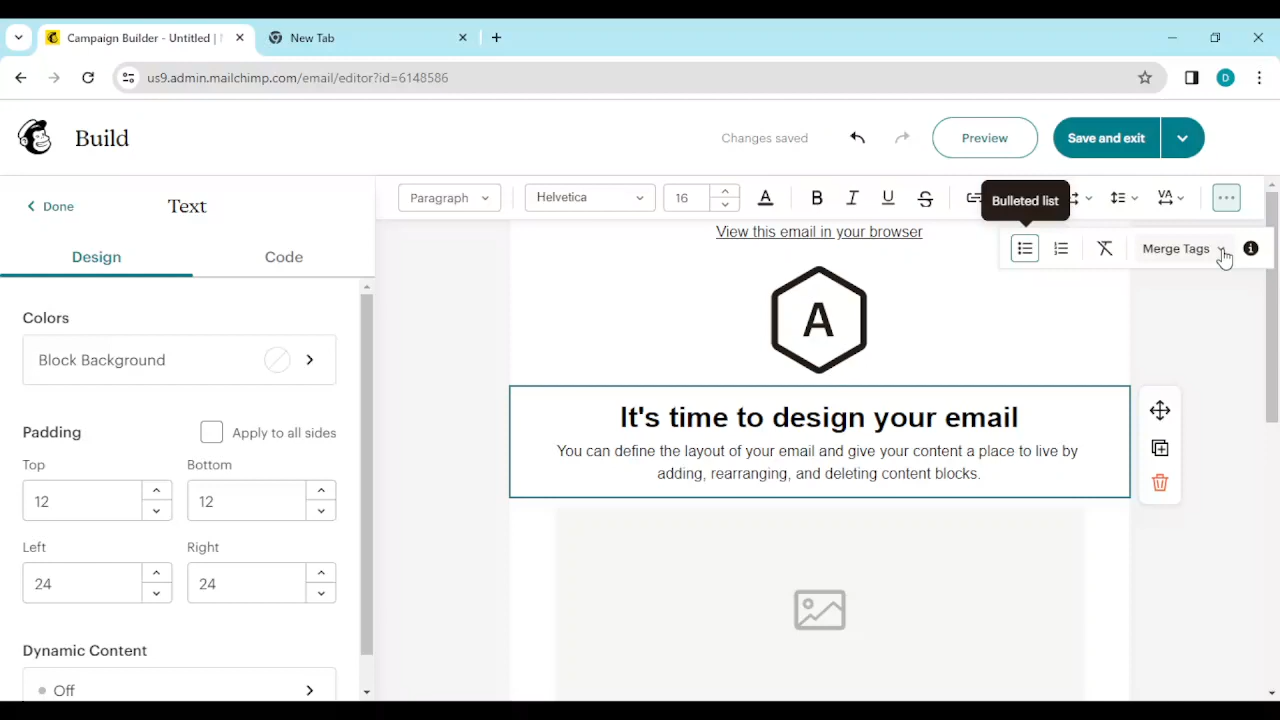 Campaign Builder - Untitled |
New Tab
us9.admin.mailchimp.com/email/editor?id=6148586
D
Build
Changes saved
Preview
Save and exit
Done
Text
Paragraph
Helvetica
16
A
B
I
U
S
VA
Bulleted list
Merge Tags
Design
Code
View this email in your browser
A
Colors
Block Background
It's time to design your email
You can define the layout of your email and give your content a place to live by
adding, rearranging, and deleting content blocks.
Padding
Apply to all sides
Top
Bottom
12
12
Left
Right
24
24
Dynamic Content
Off